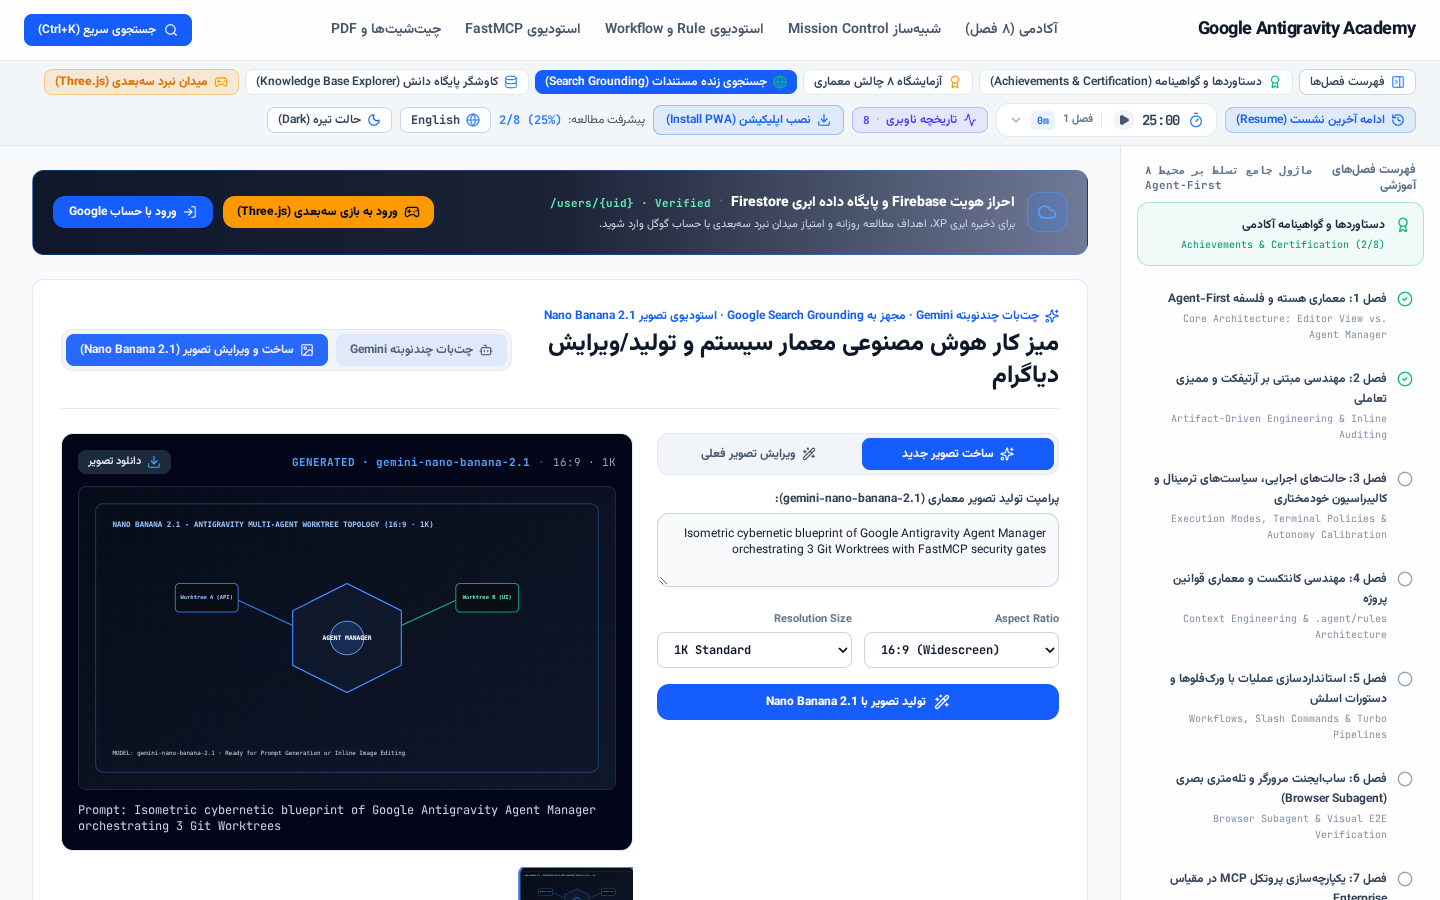 Google Antigravity Academy
آکادمی (۸ فصل)
شبیه‌ساز Mission Control
استودیوی Rule و Workflow
استودیوی FastMCP
چیت‌شیت‌ها و PDF
جستجوی سریع (Ctrl+K)
فهرست فصل‌ها
دستاوردها و گواهینامه (Achievements & Certification)
آزمایشگاه ۸ چالش معماری
جستجوی زنده مستندات (Search Grounding)
کاوشگر پایگاه دانش (Knowledge Base Explorer)
میدان نبرد سه‌بعدی (Three.js)
ادامه آخرین نشست (Resume)
25:00
فصل 1
0m
تاریخچه ناوبری · 8
نصب اپلیکیشن (Install PWA)
پیشرفت مطالعه: 2/8 (25%)
English
حالت تیره (Dark)
فهرست فصل‌های آموزشی
۸ ماژول جامع تسلط بر محیط Agent-First
دستاوردها و گواهینامه آکادمی
Achievements & Certification (2/8)
فصل 1: معماری هسته و فلسفه Agent-First
Core Architecture: Editor View vs.
Agent Manager
فصل 2: مهندسی مبتنی بر آرتیفکت و ممیزی
تعاملی
Artifact-Driven Engineering & Inline
Auditing
فصل 3: حالت‌های اجرایی، سیاست‌های ترمینال و
کالیبراسیون خودمختاری
Execution Modes, Terminal Policies &
Autonomy Calibration
فصل 4: مهندسی کانتکست و معماری قوانین
پروژه
Context Engineering & .agent/rules
Architecture
فصل 5: استانداردسازی عملیات با ورک‌فلوها و
دستورات اسلش
Workflows, Slash Commands & Turbo
Pipelines
فصل 6: ساب‌ایجنت مرورگر و تله‌متری بصری
(Browser Subagent)
Browser Subagent & Visual E2E
Verification
فصل 7: یکپارچه‌سازی پروتکل MCP در مقیاس
Enterprise
احراز هویت Firebase و پایگاه داده ابری Firestore · /users/{uid} · Verified
برای ذخیره ابری XP، اهداف مطالعه روزانه و امتیاز میدان نبرد سه‌بعدی با حساب گوگل وارد شوید.
ورود به بازی سه‌بعدی (Three.js)
ورود با حساب Google
چت‌بات چندنوبته Gemini · مجهز به Google Search Grounding · استودیوی تصویر Nano Banana 2.1
میز کار هوش مصنوعی معمار سیستم و تولید/ویرایش
دیاگرام
چت‌بات چندنوبته Gemini
ساخت و ویرایش تصویر (Nano Banana 2.1)
ساخت تصویر جدید
ویرایش تصویر فعلی
پرامپت تولید تصویر معماری (gemini-nano-banana-2.1):
Isometric cybernetic blueprint of Google Antigravity Agent Manager
orchestrating 3 Git Worktrees with FastMCP security gates
Aspect Ratio
Resolution Size
16:9 (Widescreen)
1K Standard
تولید تصویر با Nano Banana 2.1
GENERATED · gemini-nano-banana-2.1 · 16:9 · 1K
دانلود تصویر
NANO BANANA 2.1 - ANTIGRAVITY MULTI-AGENT WORKTREE TOPOLOGY (16:9 · 1K)
Worktree A (API)
AGENT MANAGER
Worktree B (UI)
MODEL: gemini-nano-banana-2.1 · Ready for Prompt Generation or Inline Image Editing
Prompt: Isometric cybernetic blueprint of Google Antigravity Agent Manager
orchestrating 3 Git Worktrees